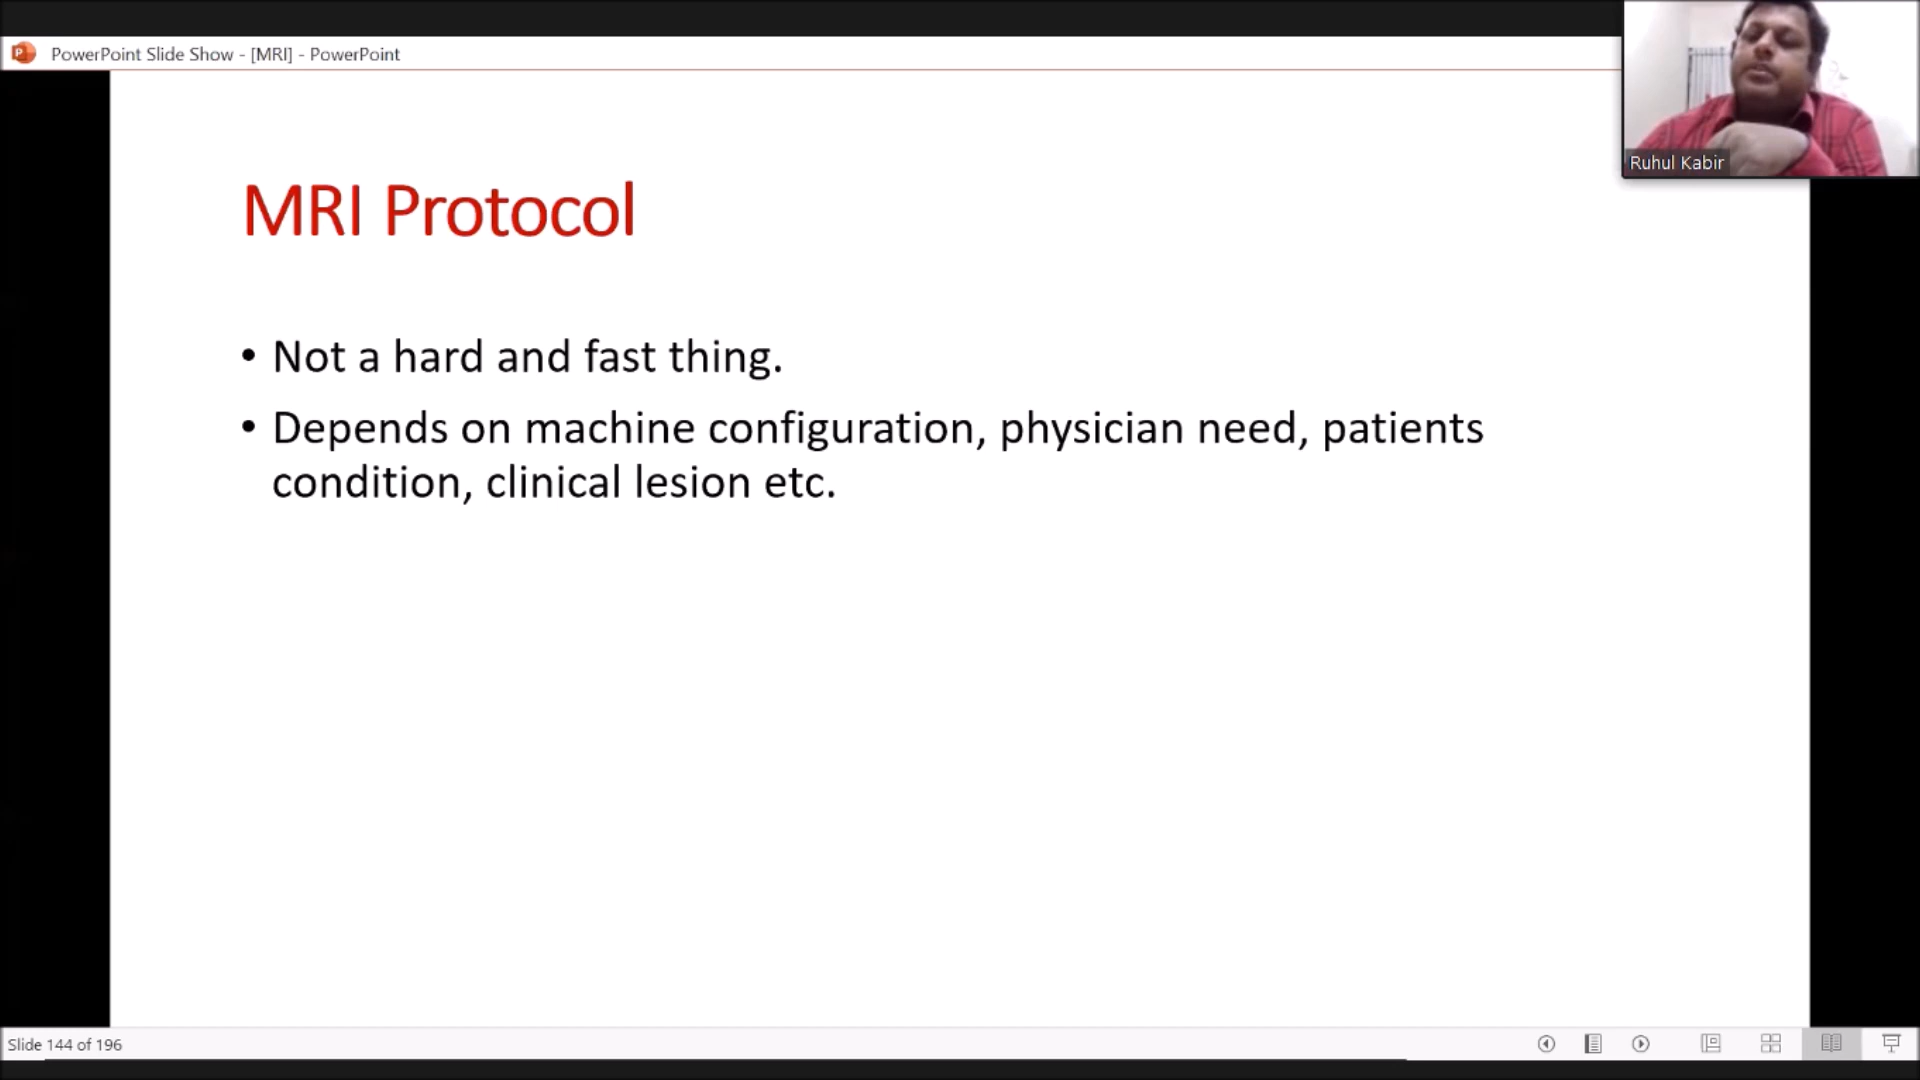 PowerPoint Slide Show - [MRI] - PowerPoint
Ruhul Kabir
MRI Protocol
• Not a hard and fast thing.
• Depends on machine configuration, physician need, patients
condition, clinical lesion etc.
Slide 144 of 196